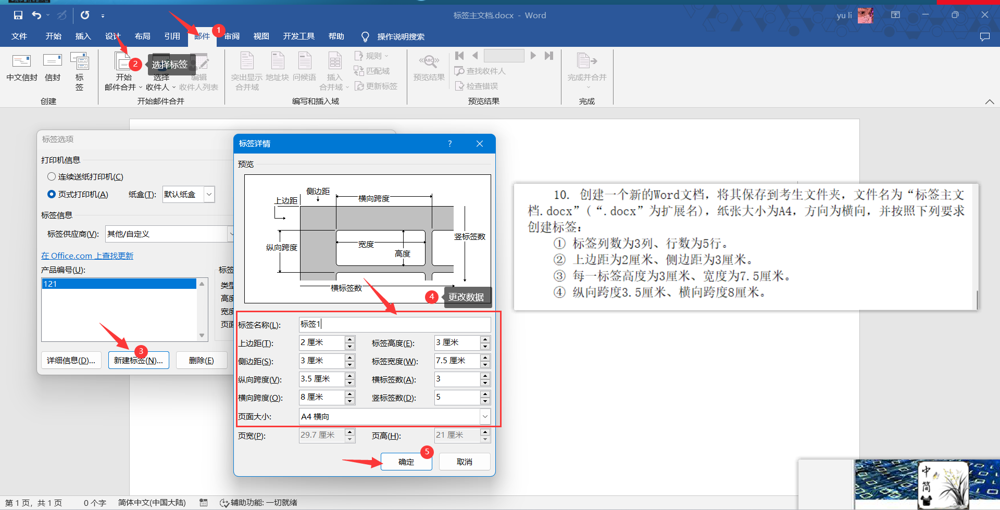 标签主文档.docx - Word
yu li
文件 开始 插入 设计 布局 引用 邮件 审阅 视图 开发工具 帮助 操作说明搜索
1
2
选择标签
中文信封
信封
标签
开始
邮件合并
选择
收件人
编辑
收件人列表
突出显示
合并域
地址块
问候语
插入
合并域
规则
匹配域
更新标签
ABC
预览结果
查找收件人
检查错误
完成并合并
创建
开始邮件合并
编写和插入域
预览结果
完成
标签选项
打印机信息
连续送纸打印机(C)
页式打印机(A)
纸盒(T):
默认纸盒
标签信息
标签供应商(V):
其他/自定义
在 Office.com 上查找更新
产品编号(U):
标签
121
类型
高度
宽度
页面
3
详细信息(D)...
新建标签(N)...
删除(E)
标签详情
?
预览
侧边距
上边距
横向跨度
纵向跨度
宽度
高度
竖标签数
横标签数
4
更改数据
标签名称(L):
标签1
上边距(T):
2 厘米
标签高度(E):
3 厘米
侧边距(S):
3 厘米
标签宽度(W):
7.5 厘米
纵向跨度(V):
3.5 厘米
横标签数(A):
3
横向跨度(O):
8 厘米
竖标签数(D):
5
页面大小:
A4 横向
页宽(P):
29.7 厘米
页高(H):
21 厘米
5
确定
取消
10. 创建一个新的Word文档，将其保存到考生文件夹，文件名为“标签主文
档.docx”(“.docx”为扩展名)，纸张大小为A4，方向为横向，并按照下列要求
创建标签：
① 标签列数为3列、行数为5行。
② 上边距为2厘米、侧边距为3厘米。
③ 每一标签高度为3厘米、宽度为7.5厘米。
④ 纵向跨度3.5厘米、横向跨度8厘米。
中
简
第 1 页，共 1 页
0 个字
简体中文(中国大陆)
辅助功能: 一切就绪